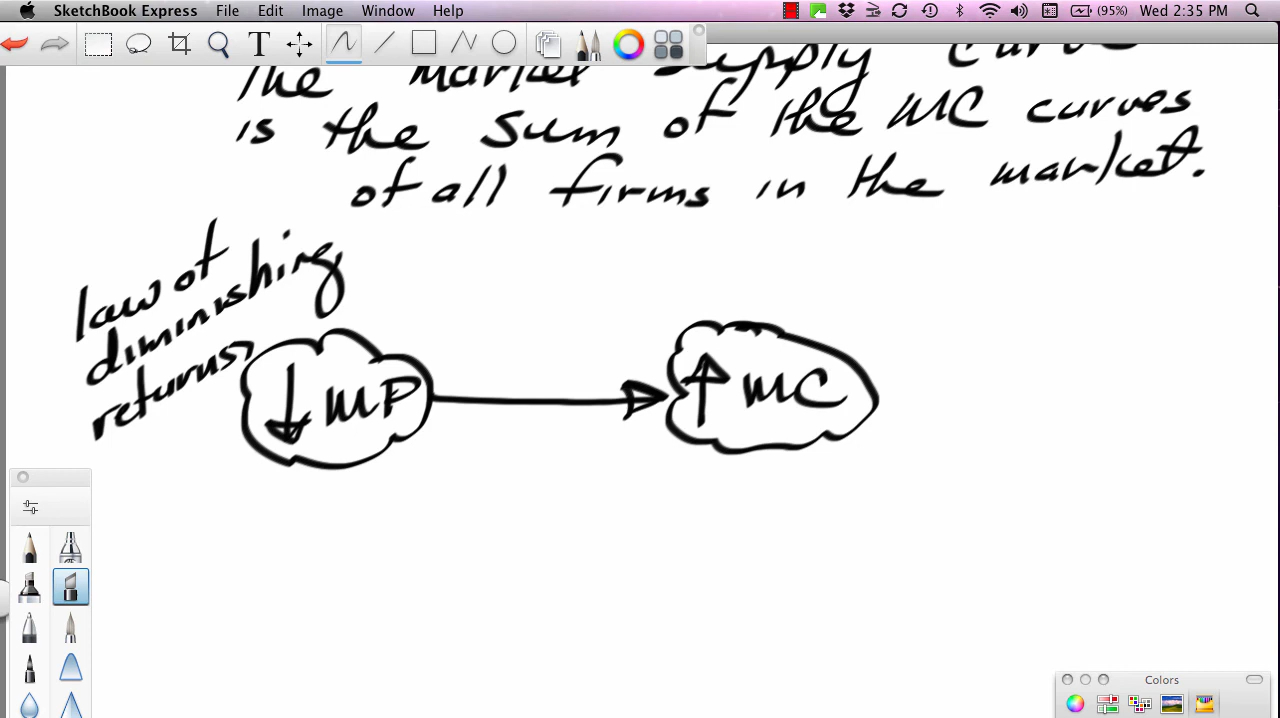 SketchBook Express File Edit Image Window Help (95%) Wed 2:35 PM
T
The market supply curve
is the sum of the MC curves
of all firms in the market.
law of
diminishing
returns
↓ MP
↑ MC
Colors